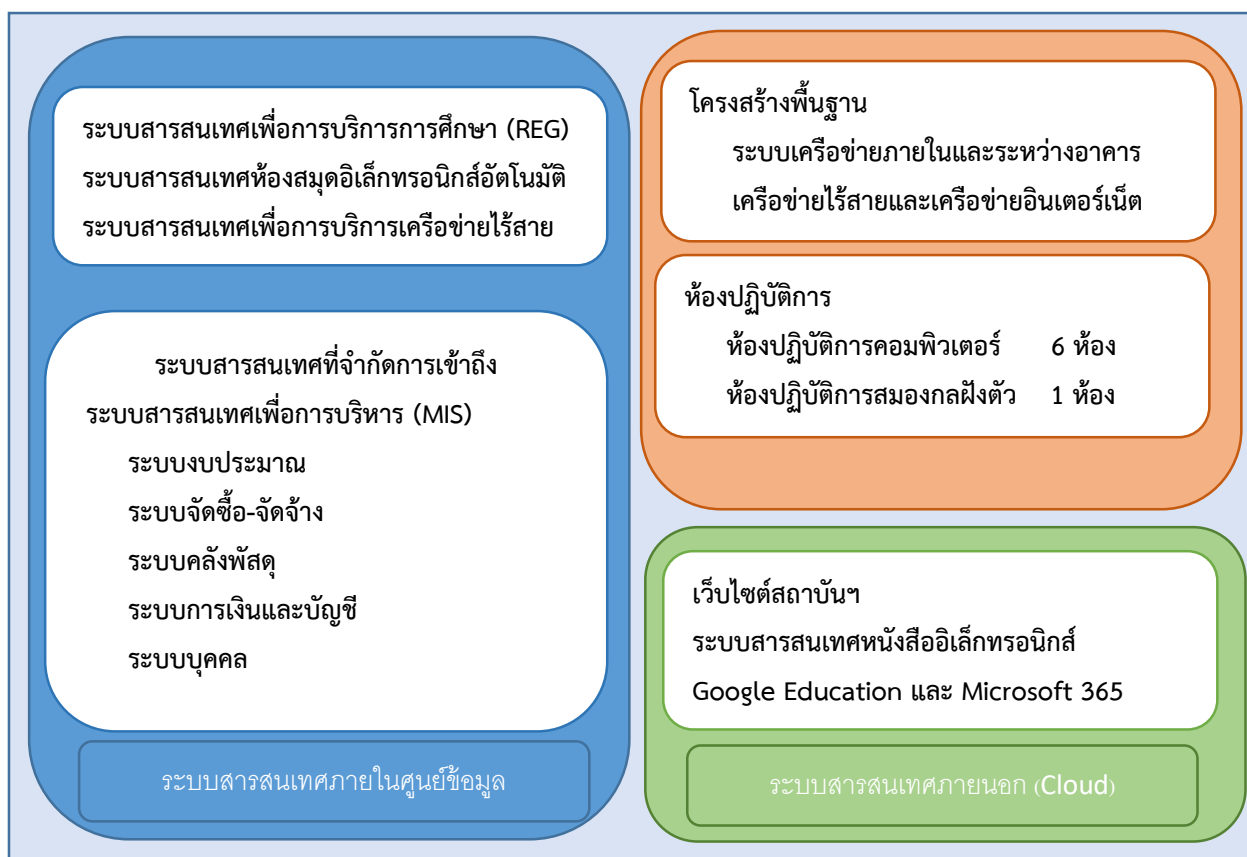 ระบบสารสนเทศเพื่อการบริการการศึกษา (REG)
ระบบสารสนเทศห้องสมุดอิเล็กทรอนิกส์อัตโนมัติ
ระบบสารสนเทศเพื่อการบริการเครือข่ายไร้สาย
ระบบสารสนเทศที่จำกัดการเข้าถึง
ระบบสารสนเทศเพื่อการบริหาร (MIS)
ระบบงบประมาณ
ระบบจัดซื้อ-จัดจ้าง
ระบบคลังพัสดุ
ระบบการเงินและบัญชี
ระบบบุคคล
ระบบสารสนเทศภายในศูนย์ข้อมูล
โครงสร้างพื้นฐาน
ระบบเครือข่ายภายในและระหว่างอาคาร
เครือข่ายไร้สายและเครือข่ายอินเตอร์เน็ต
ห้องปฏิบัติการ
ห้องปฏิบัติการคอมพิวเตอร์ 6 ห้อง
ห้องปฏิบัติการสมองกลฝังตัว 1 ห้อง
เว็บไซต์สถาบันฯ
ระบบสารสนเทศหนังสืออิเล็กทรอนิกส์
Google Education และ Microsoft 365
ระบบสารสนเทศภายนอก (Cloud)